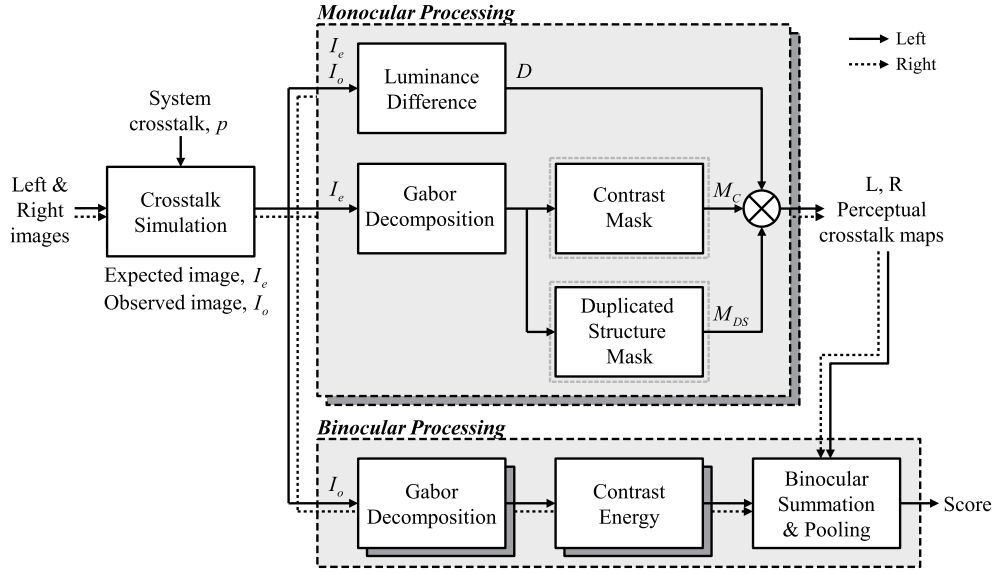 Monocular Processing
Left
Right
I_e
I_o
Luminance
Difference
D
System
crosstalk, p
Left &
Right
images
Crosstalk
Simulation
Expected image, I_e
Observed image, I_o
I_e
Gabor
Decomposition
Contrast
Mask
M_C
Duplicated
Structure
Mask
M_DS
L, R
Perceptual
crosstalk maps
Binocular Processing
I_o
Gabor
Decomposition
Contrast
Energy
Binocular
Summation
& Pooling
Score